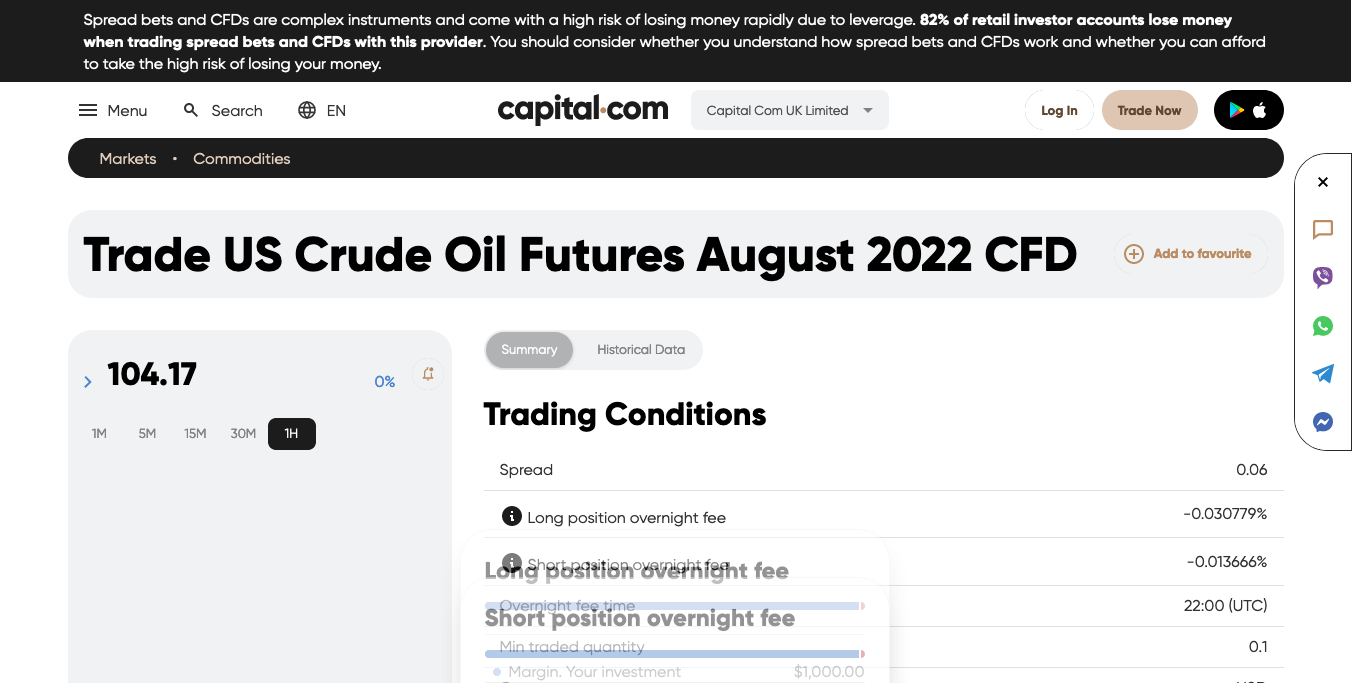 Spread bets and CFDs are complex instruments and come with a high risk of losing money rapidly due to leverage. 82% of retail investor accounts lose money
when trading spread bets and CFDs with this provider. You should consider whether you understand how spread bets and CFDs work and whether you can afford
to take the high risk of losing your money.
Menu Search EN capital.com Capital Com UK Limited Log In Trade Now
Markets • Commodities
Trade US Crude Oil Futures August 2022 CFD Add to favourite
104.17 0%
1M 5M 15M 30M 1H
Summary Historical Data
Trading Conditions
Spread 0.06
Long position overnight fee -0.030779%
Short position overnight fee -0.013666%
Long position overnight fee
Overnight fee time 22:00 (UTC)
Short position overnight fee
Min traded quantity 0.1
Margin. Your investment $1,000.00